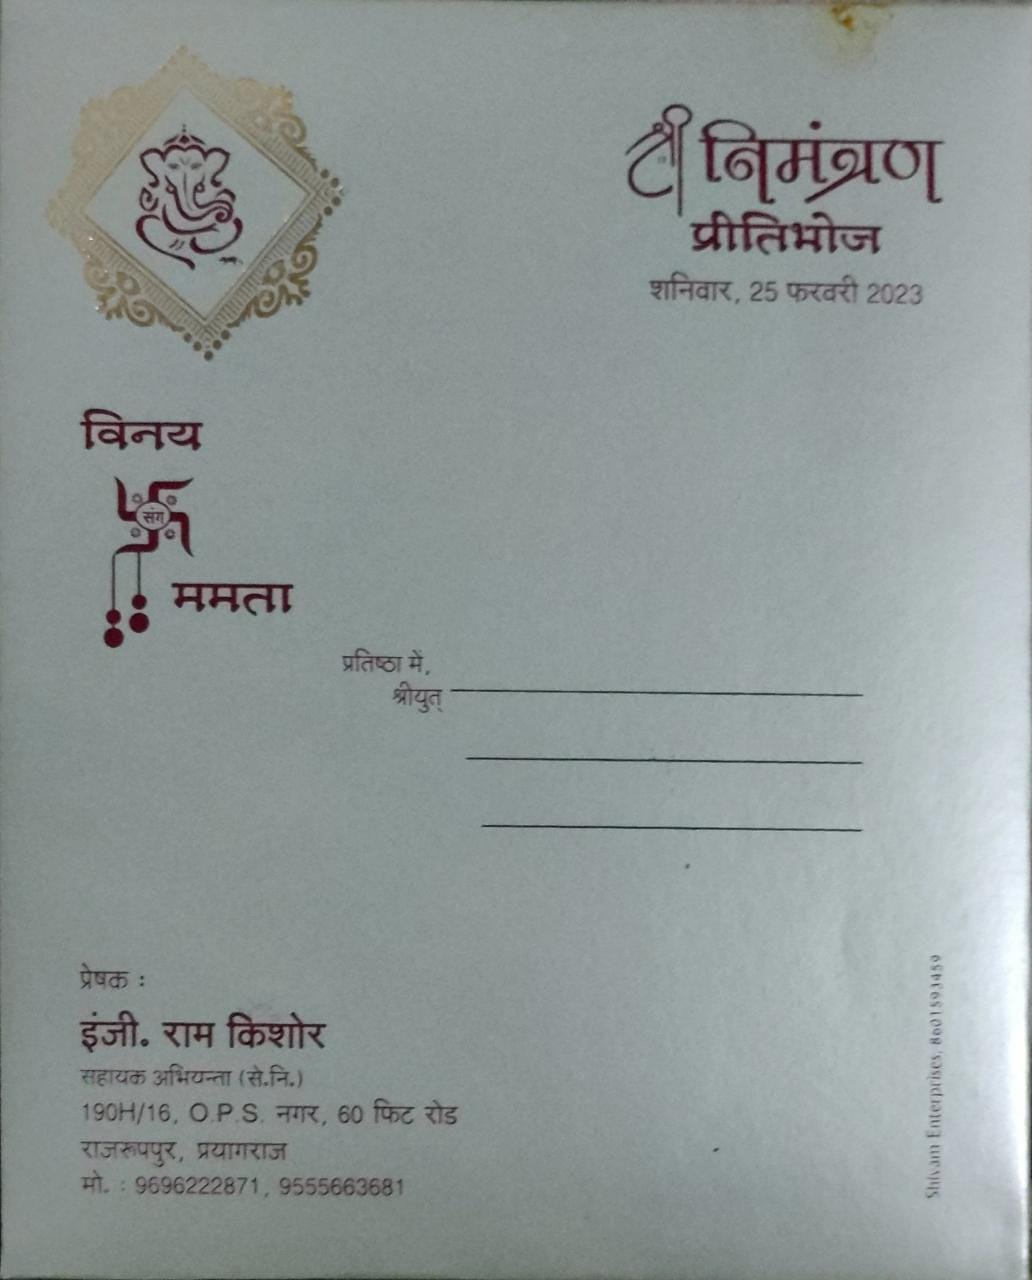 श्री निमंत्रण
प्रीतिभोज
शनिवार, 25 फरवरी 2023
विनय
संग
ममता
प्रतिष्ठा में,
श्रीयुत्
प्रेषक :
इंजी. राम किशोर
सहायक अभियन्ता (से.नि.)
190H/16, O.P.S. नगर, 60 फिट रोड
राजरूपपुर, प्रयागराज
मो. : 9696222871, 9555663681
Shivam Enterprises, 8601593459